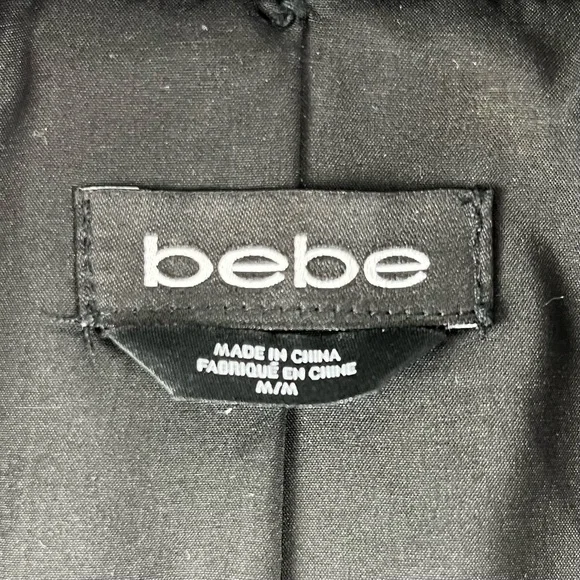 bebe
MADE IN CHINA
FABRIQUÉ EN CHINE
M/M